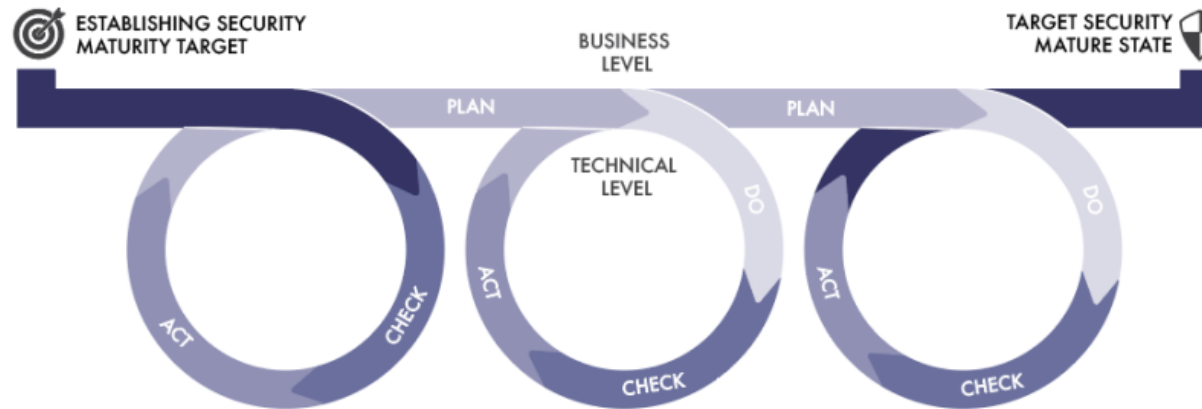 ESTABLISHING SECURITY
MATURITY TARGET
BUSINESS
LEVEL
TARGET SECURITY
MATURE STATE
PLAN
PLAN
TECHNICAL
LEVEL
DO
DO
ACT
CHECK
ACT
CHECK
ACT
CHECK